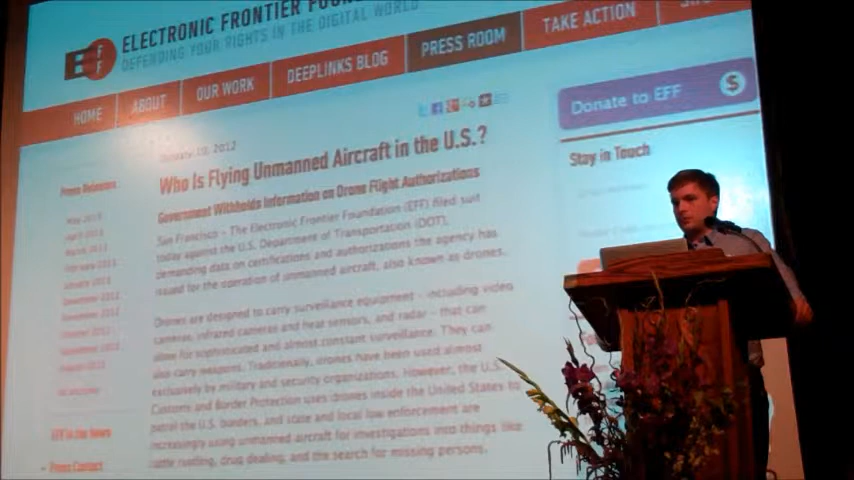 ELECTRONIC FRONTIER
DEFENDING YOUR RIGHTS IN THE DIGITAL WORLD
E F F
HOME ABOUT OUR WORK DEEPLINKS BLOG PRESS ROOM TAKE ACTION
2012
Donate to EFF $
Stay in Touch
Who Is Flying Unmanned Aircraft in the U.S.?
Government Withholds Information on Drone Flight Authorizations
Press Releases
San Francisco - The Electronic Frontier Foundation (EFF) filed suit
today against the U.S. Department of Transportation (DOT),
demanding data on certifications and authorizations the agency has
issued for the operation of unmanned aircraft, also known as drones.
Drones are designed to carry surveillance equipment - including video
cameras, infrared cameras and heat sensors, and radar - that can
allow for sophisticated and almost constant surveillance. They can
also carry weapons. Traditionally, drones have been used almost
exclusively by military and security organizations. However, the U.S.
Customs and Border Protection uses drones inside the United States to
patrol the U.S. borders, and state and local law enforcement are
increasingly using unmanned aircraft for investigations into things like
cattle rustling, drug dealing, and the search for missing persons.
EFF in the News
Press Contact